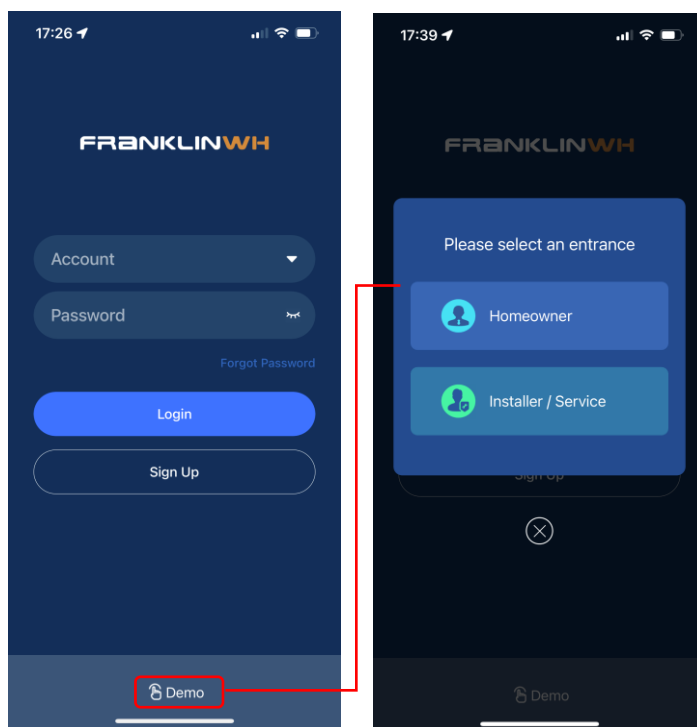 17:26
FRANKLINWH
Account
Password
Forgot Password
Login
Sign Up
Demo
17:39
FRANKLINWH
Please select an entrance
Homeowner
Installer / Service
Sign Up
Demo